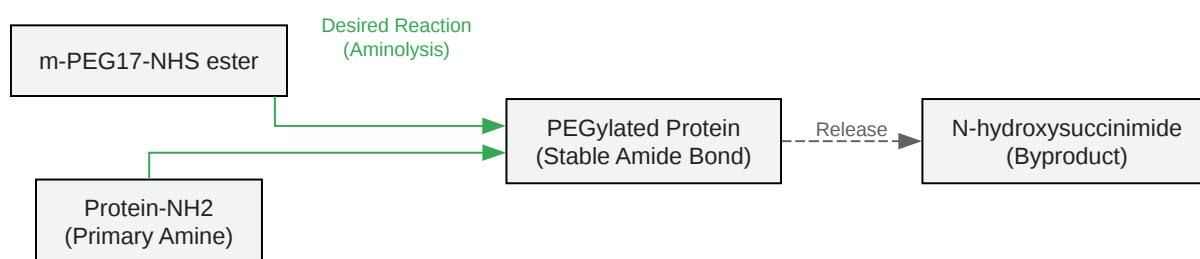 Desired Reaction
(Aminolysis)
m-PEG17-NHS ester
PEGylated Protein
(Stable Amide Bond)
Release
N-hydroxysuccinimide
(Byproduct)
Protein-NH2
(Primary Amine)